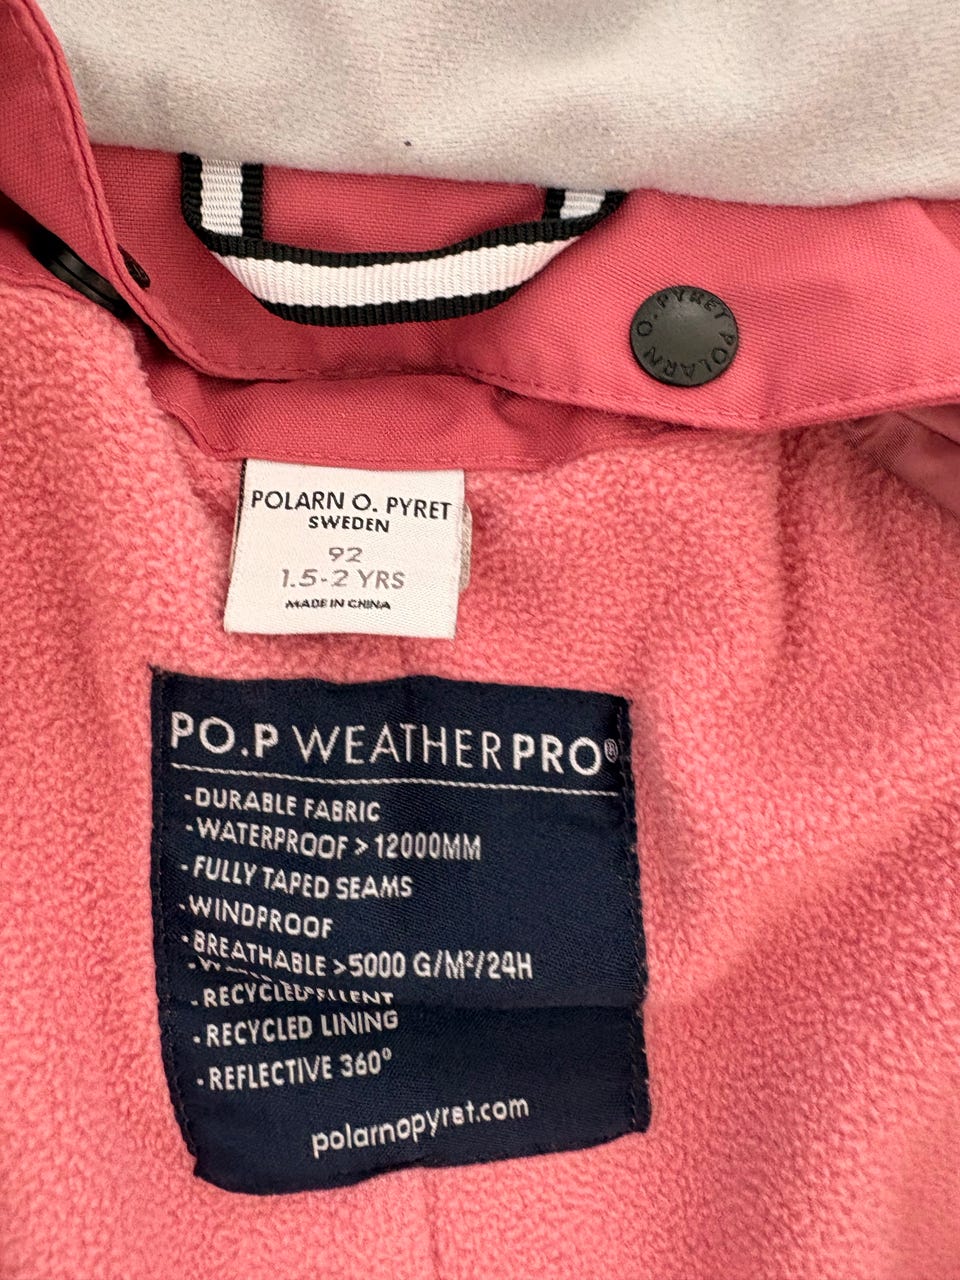 POLARN O. PYRET
POLARN O. PYRET
SWEDEN
92
1.5-2 YRS
MADE IN CHINA
PO.P WEATHERPRO®
-DURABLE FABRIC
-WATERPROOF > 12000MM
-FULLY TAPED SEAMS
-WINDPROOF
-BREATHABLE >5000 G/M²/24H
-RECYCLED
-RECYCLED LINING
-REFLECTIVE 360°
polarnopyret.com